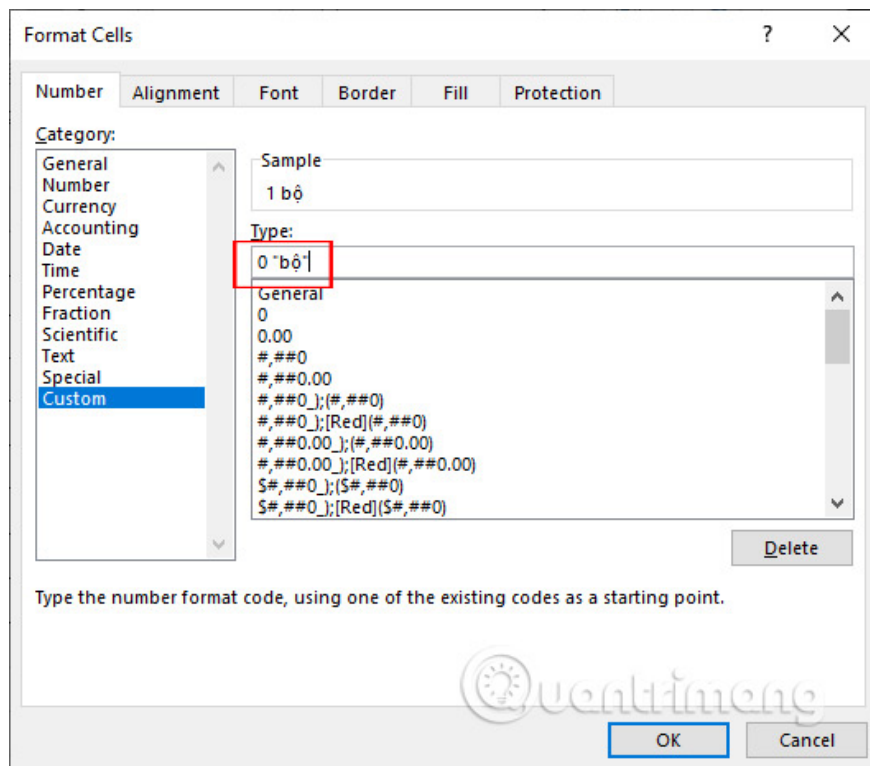 Format Cells ? ×
Number Alignment Font Border Fill Protection
Category:
General
Number
Currency
Accounting
Date
Time
Percentage
Fraction
Scientific
Text
Special
Custom
Sample
1 bộ
Type:
0 "bộ"
General
0
0.00
#,##0
#,##0.00
#,##0_);(#,##0)
#,##0_);[Red](#,##0)
#,##0.00_);(#,##0.00)
#,##0.00_);[Red](#,##0.00)
$#,##0_);($#,##0)
$#,##0_);[Red]($#,##0)
Delete
Type the number format code, using one of the existing codes as a starting point.
Quantrimang
OK Cancel